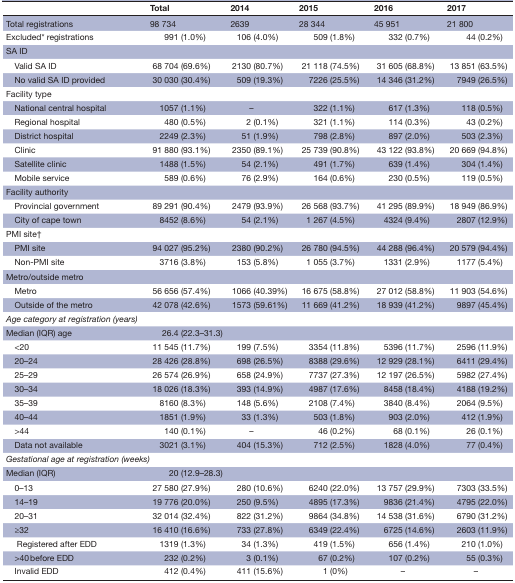 Total 2014 2015 2016 2017
Total registrations 98 734 2639 28 344 45 951 21 800
Excluded* registrations 991 (1.0%) 106 (4.0%) 509 (1.8%) 332 (0.7%) 44 (0.2%)
SA ID
Valid SA ID 68 704 (69.6%) 2130 (80.7%) 21 118 (74.5%) 31 605 (68.8%) 13 851 (63.5%)
No valid SA ID provided 30 030 (30.4%) 509 (19.3%) 7226 (25.5%) 14 346 (31.2%) 7949 (26.5%)
Facility type
National central hospital 1057 (1.1%) – 322 (1.1%) 617 (1.3%) 118 (0.5%)
Regional hospital 480 (0.5%) 2 (0.1%) 321 (1.1%) 114 (0.3%) 43 (0.2%)
District hospital 2249 (2.3%) 51 (1.9%) 798 (2.8%) 897 (2.0%) 503 (2.3%)
Clinic 91 880 (93.1%) 2350 (89.1%) 25 739 (90.8%) 43 122 (93.8%) 20 669 (94.8%)
Satellite clinic 1488 (1.5%) 54 (2.1%) 491 (1.7%) 639 (1.4%) 304 (1.4%)
Mobile service 589 (0.6%) 76 (2.9%) 164 (0.6%) 230 (0.5%) 119 (0.5%)
Facility authority
Provincial government 89 291 (90.4%) 2479 (93.9%) 26 568 (93.7%) 41 295 (89.9%) 18 949 (86.9%)
City of cape town 8452 (8.6%) 54 (2.1%) 1 267 (4.5%) 4324 (9.4%) 2807 (12.9%)
PMI site†
PMI site 94 027 (95.2%) 2380 (90.2%) 26 780 (94.5%) 44 288 (96.4%) 20 579 (94.4%)
Non-PMI site 3716 (3.8%) 153 (5.8%) 1 055 (3.7%) 1331 (2.9%) 1177 (5.4%)
Metro/outside metro
Metro 56 656 (57.4%) 1066 (40.39%) 16 675 (58.8%) 27 012 (58.8%) 11 903 (54.6%)
Outside of the metro 42 078 (42.6%) 1573 (59.61%) 11 669 (41.2%) 18 939 (41.2%) 9897 (45.4%)
Age category at registration (years)
Median (IQR) age 26.4 (22.3–31.3)
<20 11 545 (11.7%) 199 (7.5%) 3354 (11.8%) 5396 (11.7%) 2596 (11.9%)
20–24 28 426 (28.8%) 698 (26.5%) 8388 (29.6%) 12 929 (28.1%) 6411 (29.4%)
25–29 26 574 (26.9%) 658 (24.9%) 7737 (27.3%) 12 197 (26.5%) 5982 (27.4%)
30–34 18 026 (18.3%) 393 (14.9%) 4987 (17.6%) 8458 (18.4%) 4188 (19.2%)
35–39 8160 (8.3%) 148 (5.6%) 2108 (7.4%) 3840 (8.4%) 2064 (9.5%)
40–44 1851 (1.9%) 33 (1.3%) 503 (1.8%) 903 (2.0%) 412 (1.9%)
>44 140 (0.1%) – 46 (0.2%) 68 (0.1%) 26 (0.1%)
Data not available 3021 (3.1%) 404 (15.3%) 712 (2.5%) 1828 (4.0%) 77 (0.4%)
Gestational age at registration (weeks)
Median (IQR) 20 (12.9–28.3)
0–13 27 580 (27.9%) 280 (10.6%) 6240 (22.0%) 13 757 (29.9%) 7303 (33.5%)
14–19 19 776 (20.0%) 250 (9.5%) 4895 (17.3%) 9836 (21.4%) 4795 (22.0%)
20–31 32 014 (32.4%) 822 (31.2%) 9864 (34.8%) 14 538 (31.6%) 6790 (31.2%)
≥32 16 410 (16.6%) 733 (27.8%) 6349 (22.4%) 6725 (14.6%) 2603 (11.9%)
Registered after EDD 1319 (1.3%) 34 (1.3%) 419 (1.5%) 656 (1.4%) 210 (1.0%)
>40 before EDD 232 (0.2%) 3 (0.1%) 67 (0.2%) 107 (0.2%) 55 (0.3%)
Invalid EDD 412 (0.4%) 411 (15.6%) 1 (0%) – –